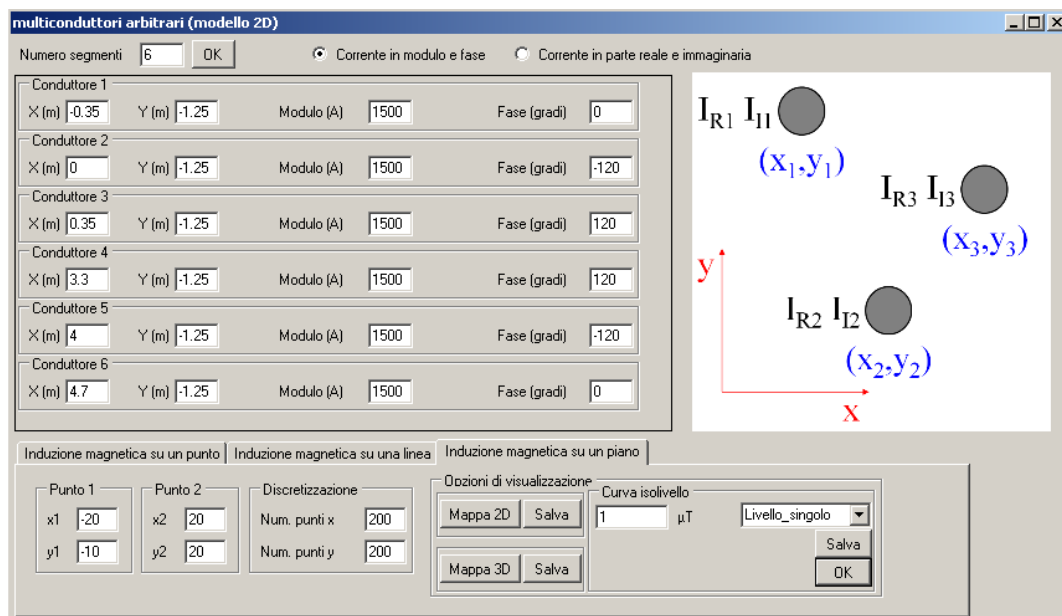 multiconduttori arbitrari (modello 2D)
Numero segmenti 6 OK Corrente in modulo e fase Corrente in parte reale e immaginaria
Conduttore 1
X (m) -0.35 Y (m) -1.25 Modulo (A) 1500 Fase (gradi) 0
Conduttore 2
X (m) 0 Y (m) -1.25 Modulo (A) 1500 Fase (gradi) -120
Conduttore 3
X (m) 0.35 Y (m) -1.25 Modulo (A) 1500 Fase (gradi) 120
Conduttore 4
X (m) 3.3 Y (m) -1.25 Modulo (A) 1500 Fase (gradi) 120
Conduttore 5
X (m) 4 Y (m) -1.25 Modulo (A) 1500 Fase (gradi) -120
Conduttore 6
X (m) 4.7 Y (m) -1.25 Modulo (A) 1500 Fase (gradi) 0
I_R1 I_I1
(x_1,y_1)
I_R3 I_I3
(x_3,y_3)
y
I_R2 I_I2
(x_2,y_2)
x
Induzione magnetica su un punto Induzione magnetica su una linea Induzione magnetica su un piano
Punto 1
x1 -20
y1 -10
Punto 2
x2 20
y2 20
Discretizzazione
Num. punti x 200
Num. punti y 200
Opzioni di visualizzazione
Mappa 2D Salva
Mappa 3D Salva
Curva isolivello
1 µT Livello_singolo
Salva
OK